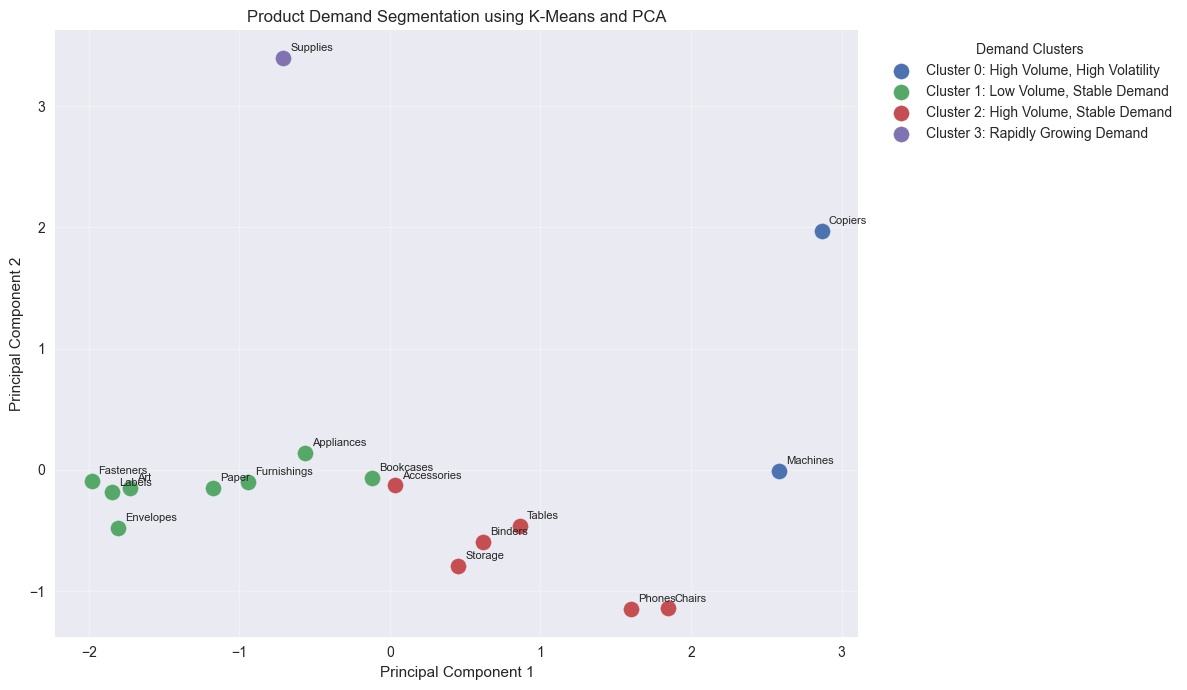 Product Demand Segmentation using K-Means and PCA
Supplies
Demand Clusters
Cluster 0: High Volume, High Volatility
Cluster 1: Low Volume, Stable Demand
Cluster 2: High Volume, Stable Demand
Cluster 3: Rapidly Growing Demand
3
Copiers
2
Principal Component 2
1
Appliances
Fasteners
Labels
Art
Paper
Furnishings
Bookcases
Accessories
Machines
0
Envelopes
Tables
Binders
Storage
Phones
Chairs
−1
−2
−1
0
1
2
3
Principal Component 1